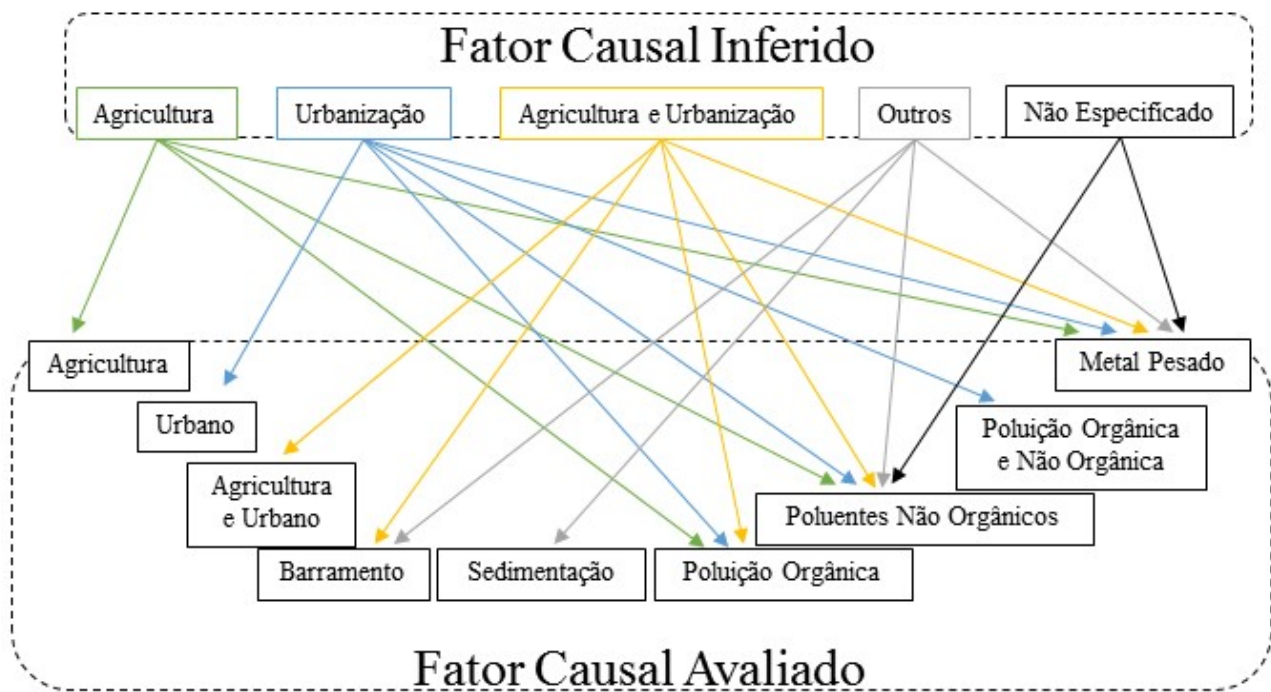 Fator Causal Inferido
Agricultura
Urbanização
Agricultura e Urbanização
Outros
Não Especificado
Agricultura
Metal Pesado
Urbano
Poluição Orgânica
e Não Orgânica
Agricultura
e Urbano
Poluentes Não Orgânicos
Barramento
Sedimentação
Poluição Orgânica
Fator Causal Avaliado